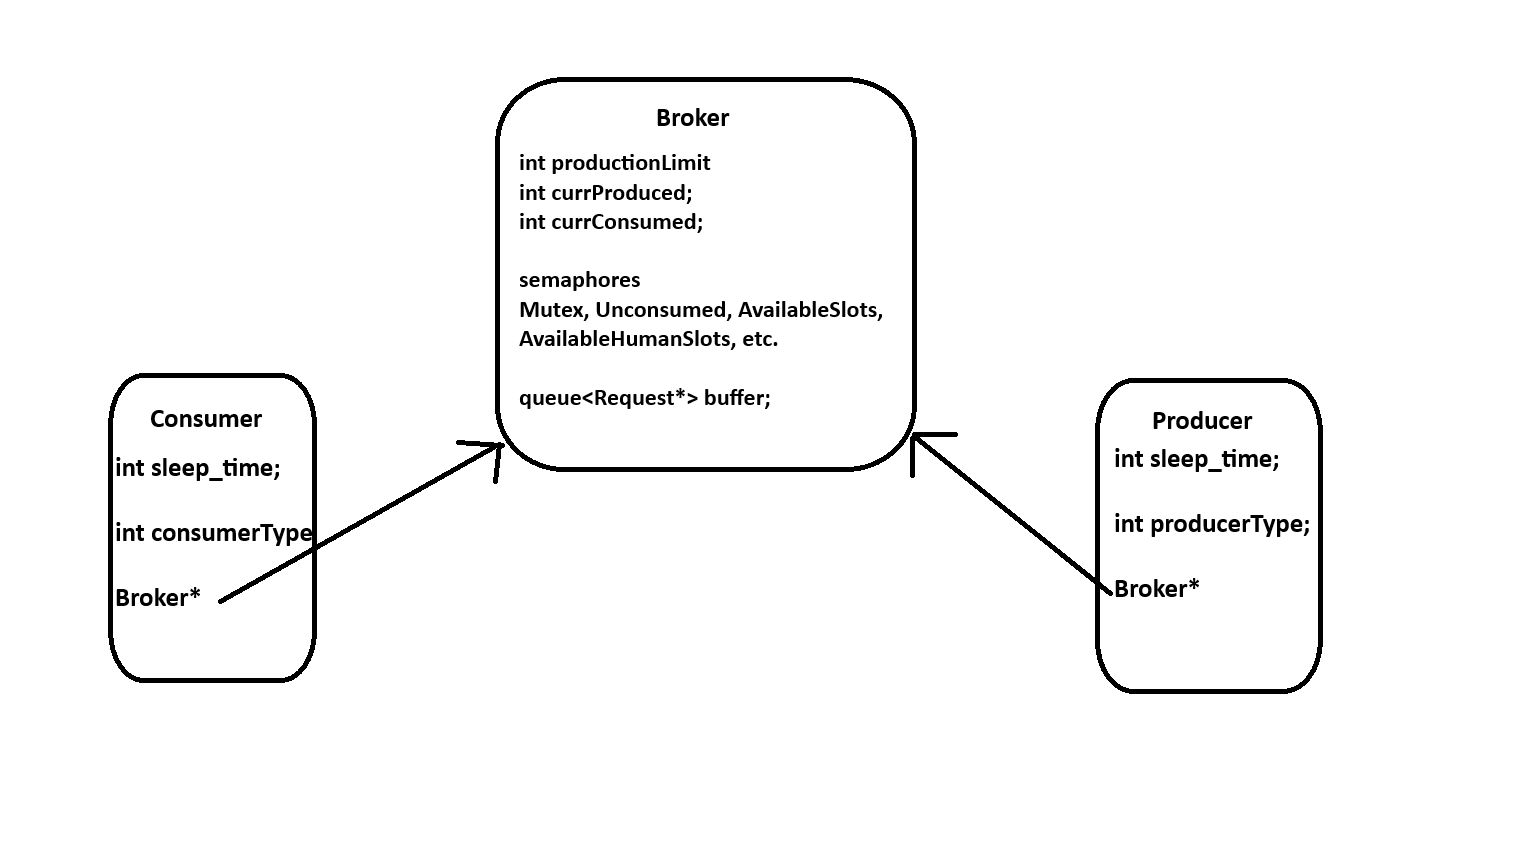 Broker
int productionLimit
int currProduced;
int currConsumed;
semaphores
Mutex, Unconsumed, AvailableSlots,
AvailableHumanSlots, etc.
queue<Request*> buffer;
Consumer
int sleep_time;
int consumerType
Broker*
Producer
int sleep_time;
int producerType;
Broker*